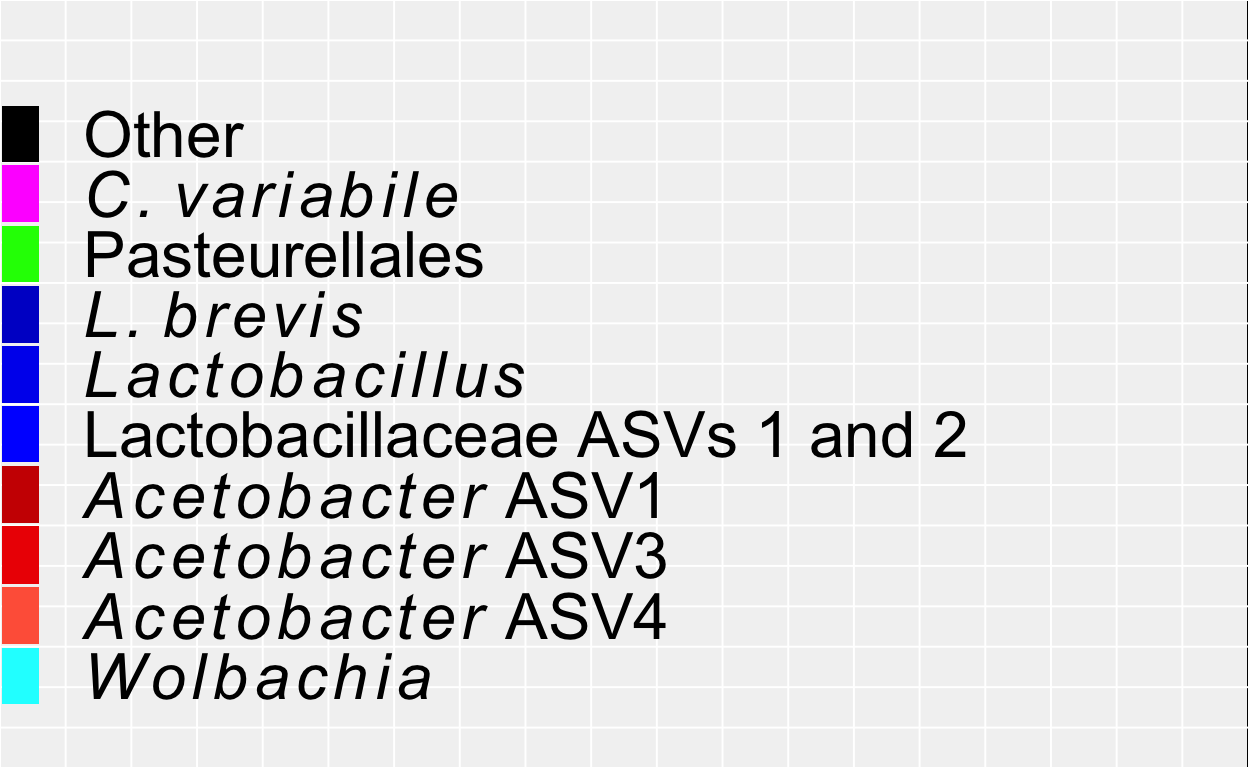 Other
C. variabile
Pasteurellales
L. brevis
Lactobacillus
Lactobacillaceae ASVs 1 and 2
Acetobacter ASV1
Acetobacter ASV3
Acetobacter ASV4
Wolbachia